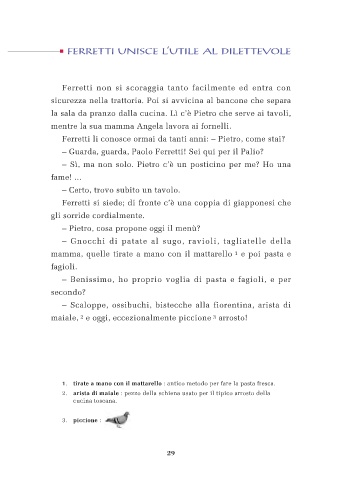 FERRETTI UNISCE L'UTILE AL DILETTEVOLE
Ferretti non si scoraggia tanto facilmente ed entra con
sicurezza nella trattoria. Poi si avvicina al bancone che separa
la sala da pranzo dalla cucina. Lì c'è Pietro che serve ai tavoli,
mentre la sua mamma Angela lavora ai fornelli.
Ferretti li conosce ormai da tanti anni: – Pietro, come stai?
– Guarda, guarda, Paolo Ferretti! Sei qui per il Palio?
– Sì, ma non solo. Pietro c'è un posticino per me? Ho una
fame! ...
– Certo, trovo subito un tavolo.
Ferretti si siede; di fronte c'è una coppia di giapponesi che
gli sorride cordialmente.
– Pietro, cosa propone oggi il menù?
– Gnocchi di patate al sugo, ravioli, tagliatelle della
mamma, quelle tirate a mano con il mattarello 1 e poi pasta e
fagioli.
– Benissimo, ho proprio voglia di pasta e fagioli, e per
secondo?
– Scaloppe, ossibuchi, bistecche alla fiorentina, arista di
maiale, 2 e oggi, eccezionalmente piccione 3 arrosto!
1. tirate a mano con il mattarello : antico metodo per fare la pasta fresca.
2. arista di maiale : pezzo della schiena usato per il tipico arrosto della
cucina toscana.
3. piccione :
29